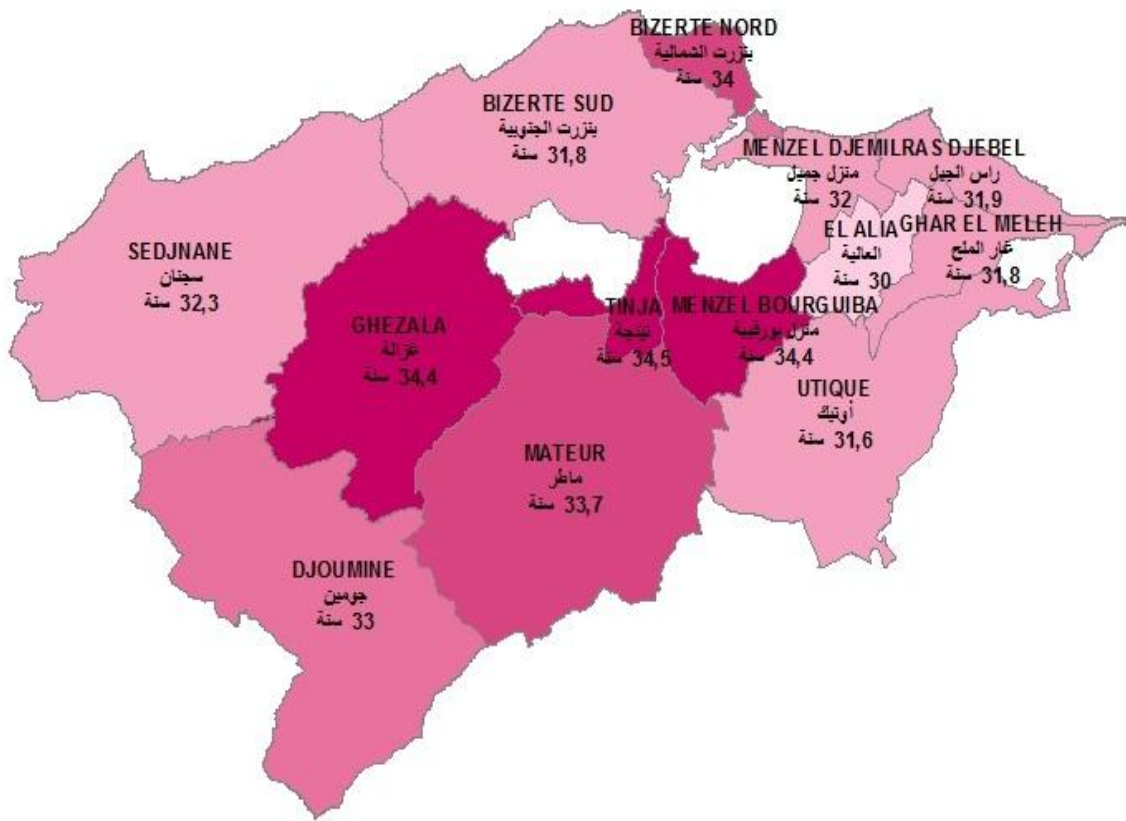 BIZERTE NORD
بنزرت الشمالية
34 سنة
BIZERTE SUD
بنزرت الجنوبية
31,8 سنة
MENZEL DJEMIL
منزل جميل
32 سنة
RAS DJEBEL
راس الجبل
31,9 سنة
EL ALIA
العالية
30 سنة
GHAR EL MELEH
غار الملح
31,8 سنة
SEDJNANE
سجنان
32,3 سنة
GHEZALA
غزالة
34,4 سنة
TINJA
تينجة
34,5 سنة
MENZEL BOURGUIBA
منزل بورقيبة
34,4 سنة
UTIQUE
أوتيك
31,6 سنة
MATEUR
ماطر
33,7 سنة
DJOUMINE
جومين
33 سنة